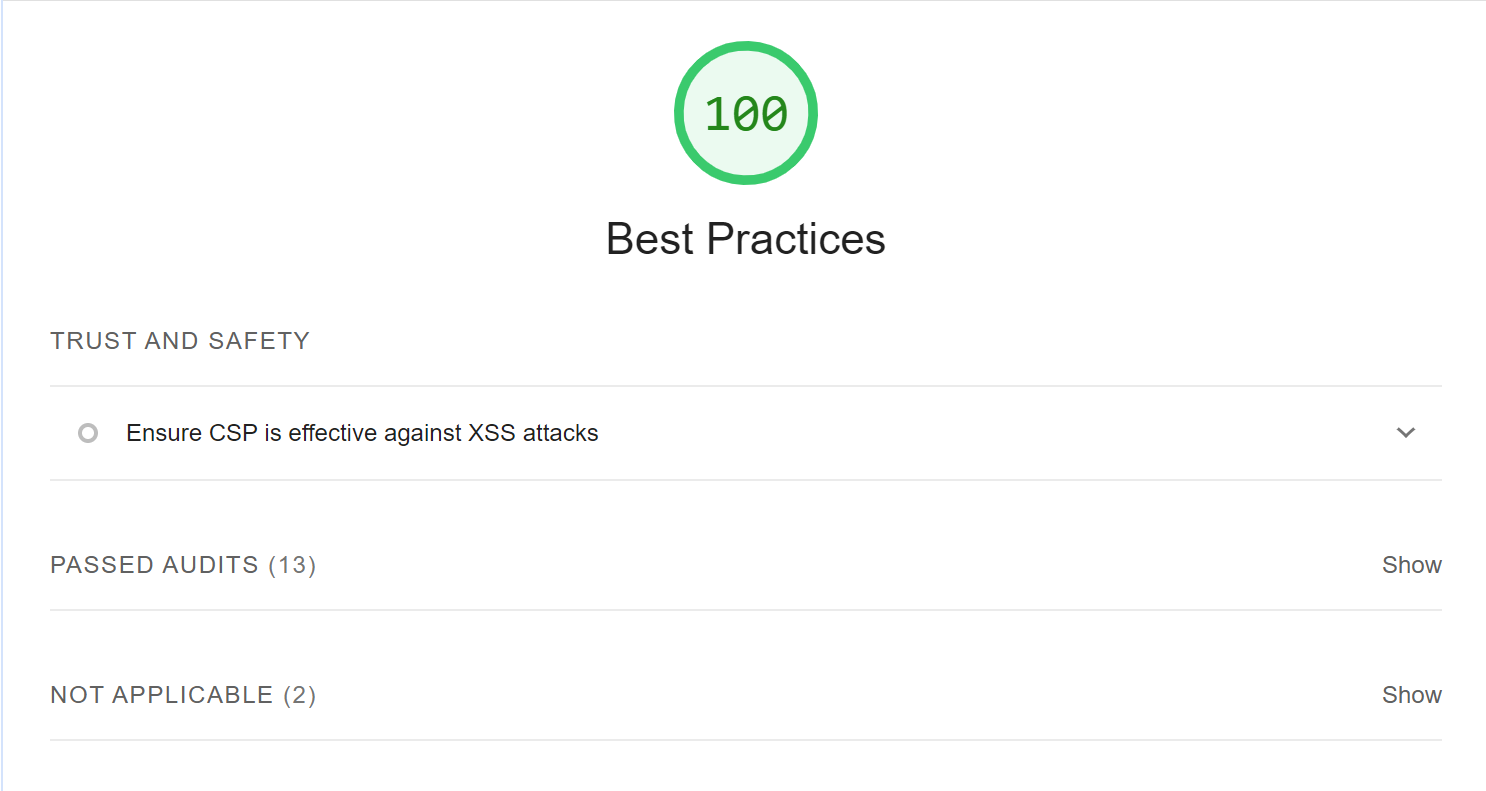 100
Best Practices
TRUST AND SAFETY
Ensure CSP is effective against XSS attacks
PASSED AUDITS (13) Show
NOT APPLICABLE (2) Show